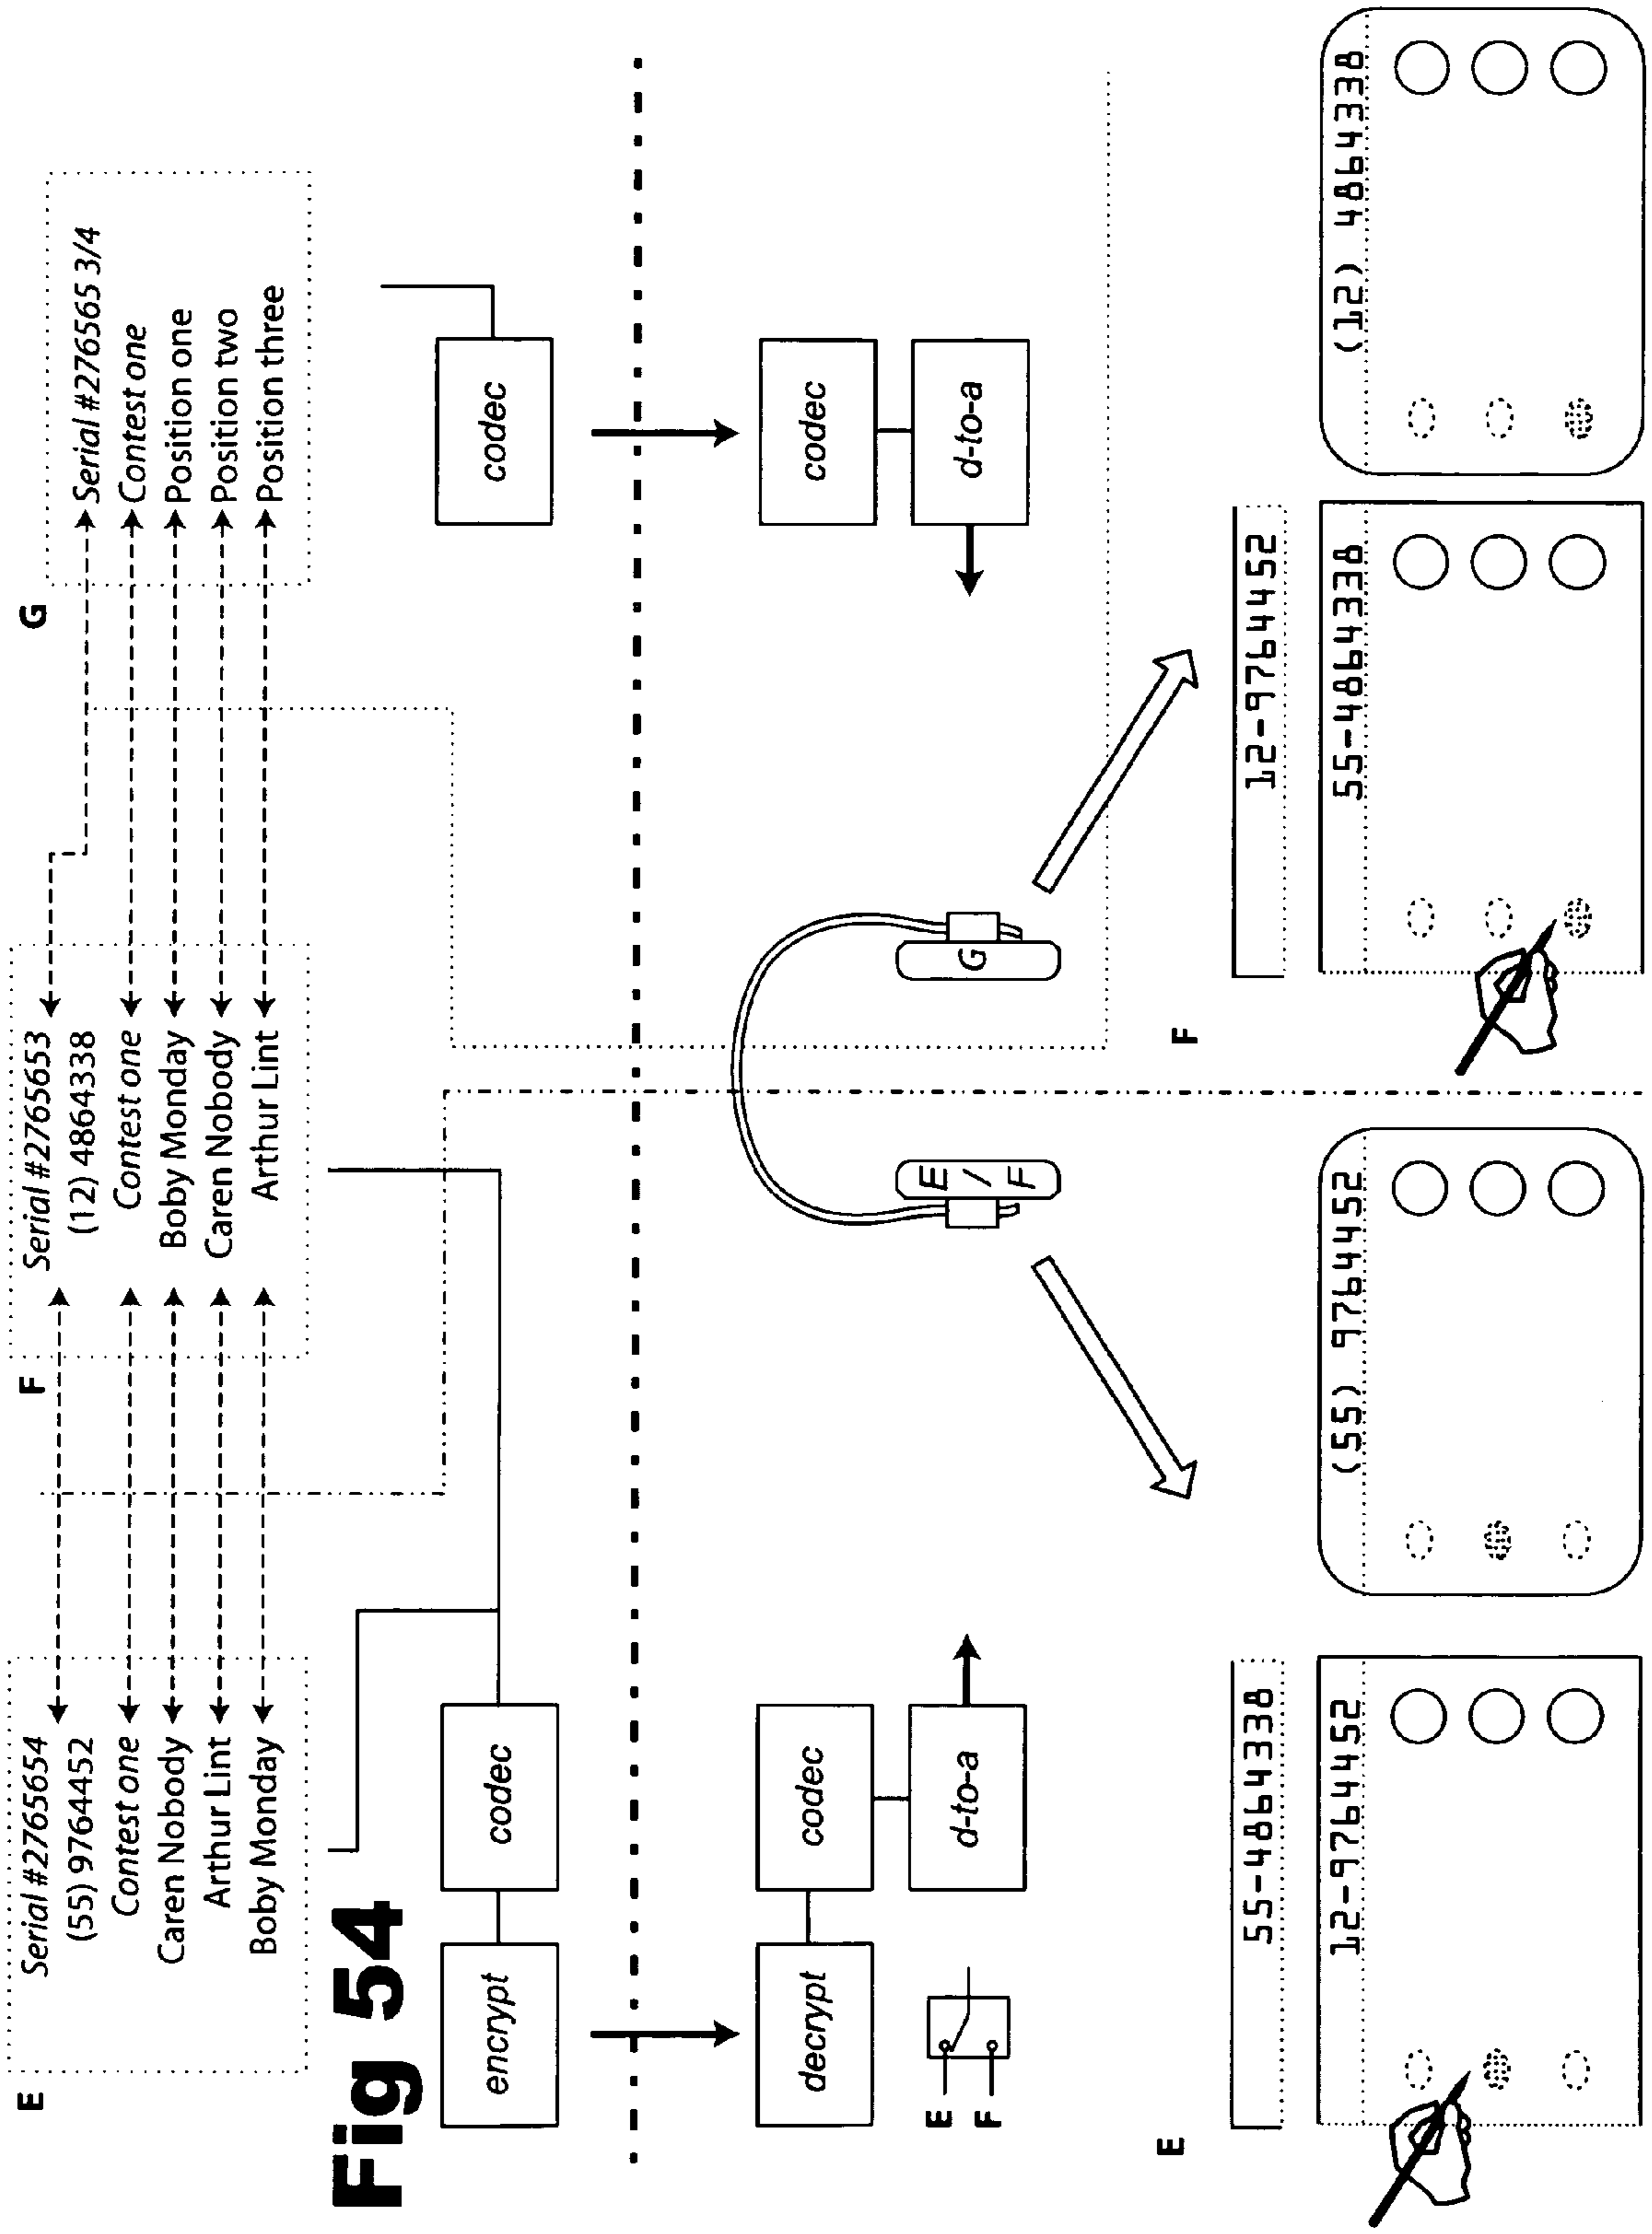 E
Serial #2765654
(55) 9764452
Contest one
Caren Nobody
Arthur Lint
Boby Monday
F
Serial #2765653
(12) 4864338
Contest one
Boby Monday
Caren Nobody
Arthur Lint
G
Serial #276565 3/4
Contest one
Position one
Position two
Position three
Fig 54
encrypt
codec
codec
decrypt
codec
d-to-a
E
F
E
/
F
G
codec
d-to-a
E
55-4864338
12-9764452
(55) 9764452
F
12-9764452
55-4864338
(12) 4864338